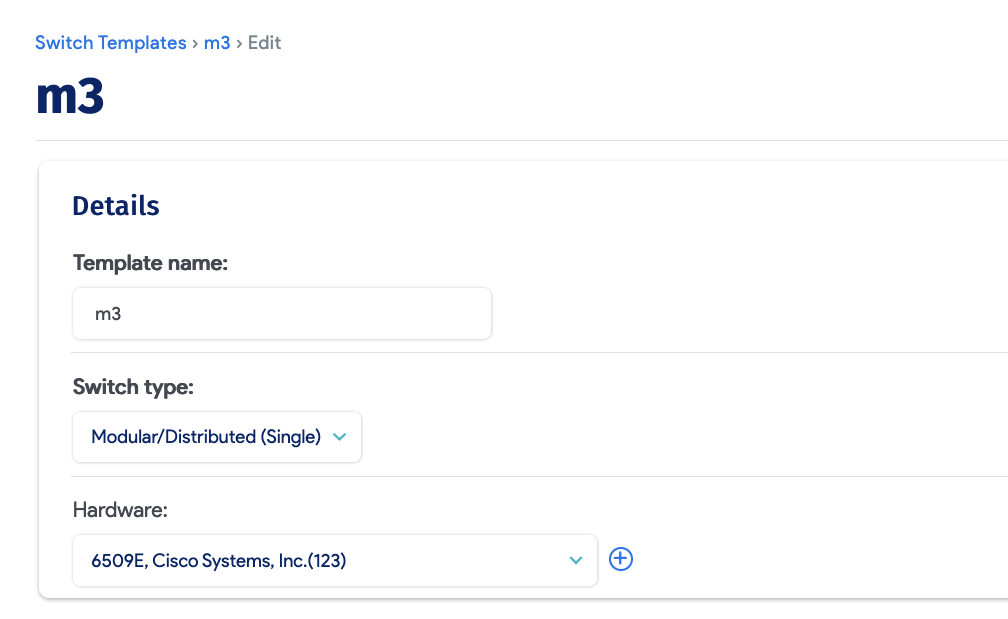 Switch Templates › m3 › Edit
m3
Details
Template name:
m3
Switch type:
Modular/Distributed (Single)
Hardware:
6509E, Cisco Systems, Inc.(123)